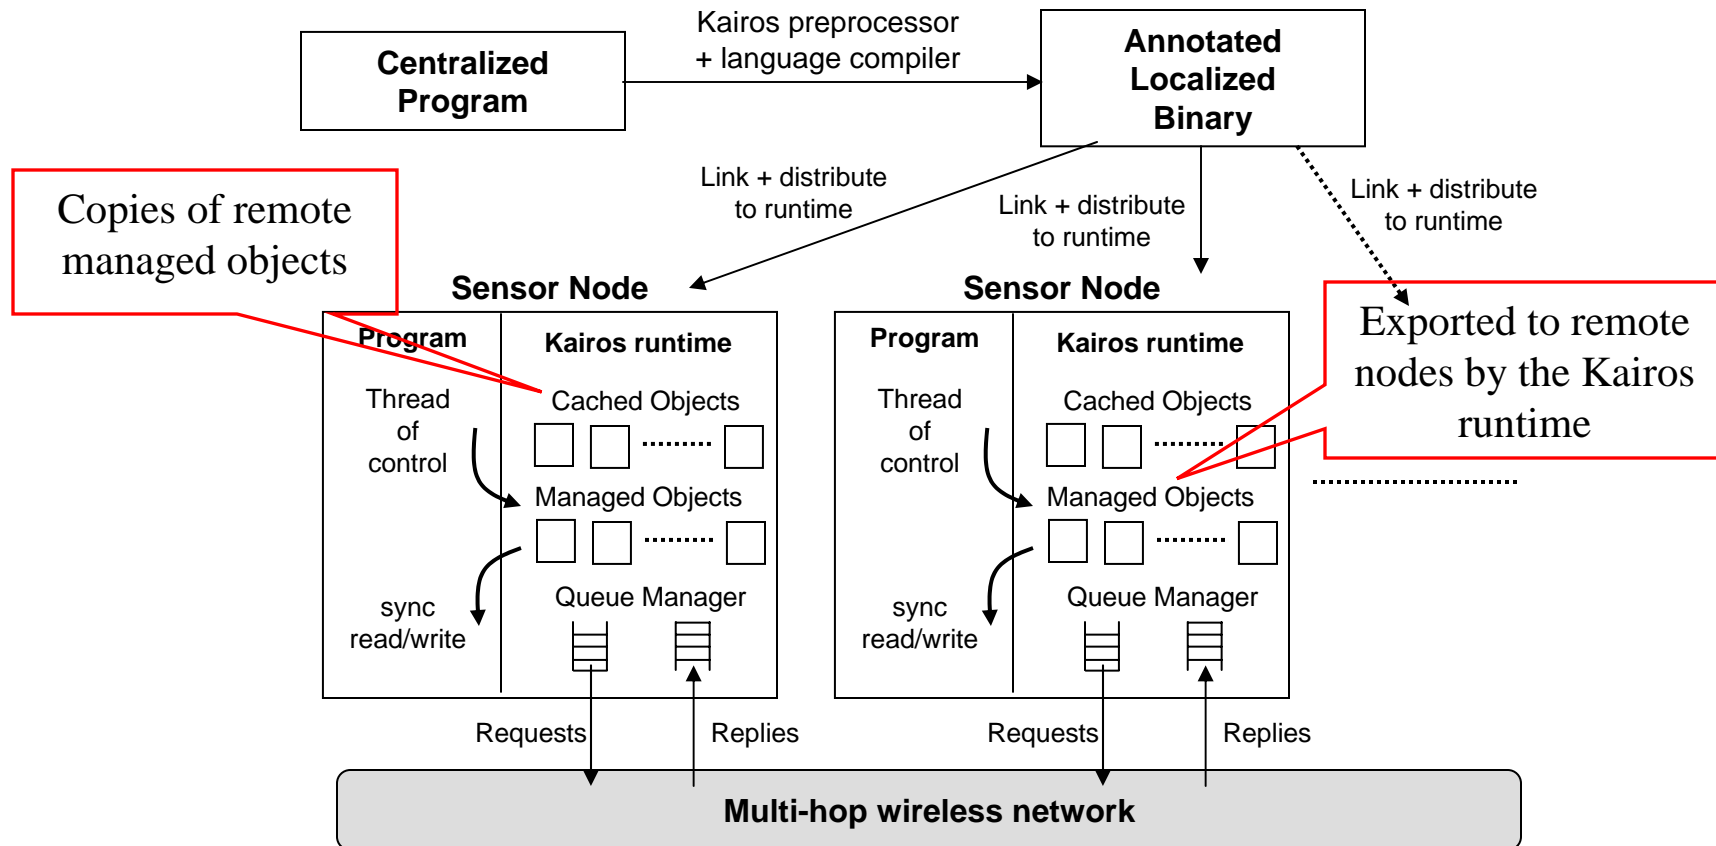 Kairos preprocessor
+ language compiler
Centralized
Program
Annotated
Localized
Binary
Link + distribute
to runtime
Link + distribute
to runtime
Link + distribute
to runtime
Copies of remote
managed objects
Exported to remote
nodes by the Kairos
runtime
Sensor Node
Program
Kairos runtime
Thread
of
control
Cached Objects
Managed Objects
sync
read/write
Queue Manager
Requests
Replies
Sensor Node
Program
Kairos runtime
Thread
of
control
Cached Objects
Managed Objects
sync
read/write
Queue Manager
Requests
Replies
Multi-hop wireless network